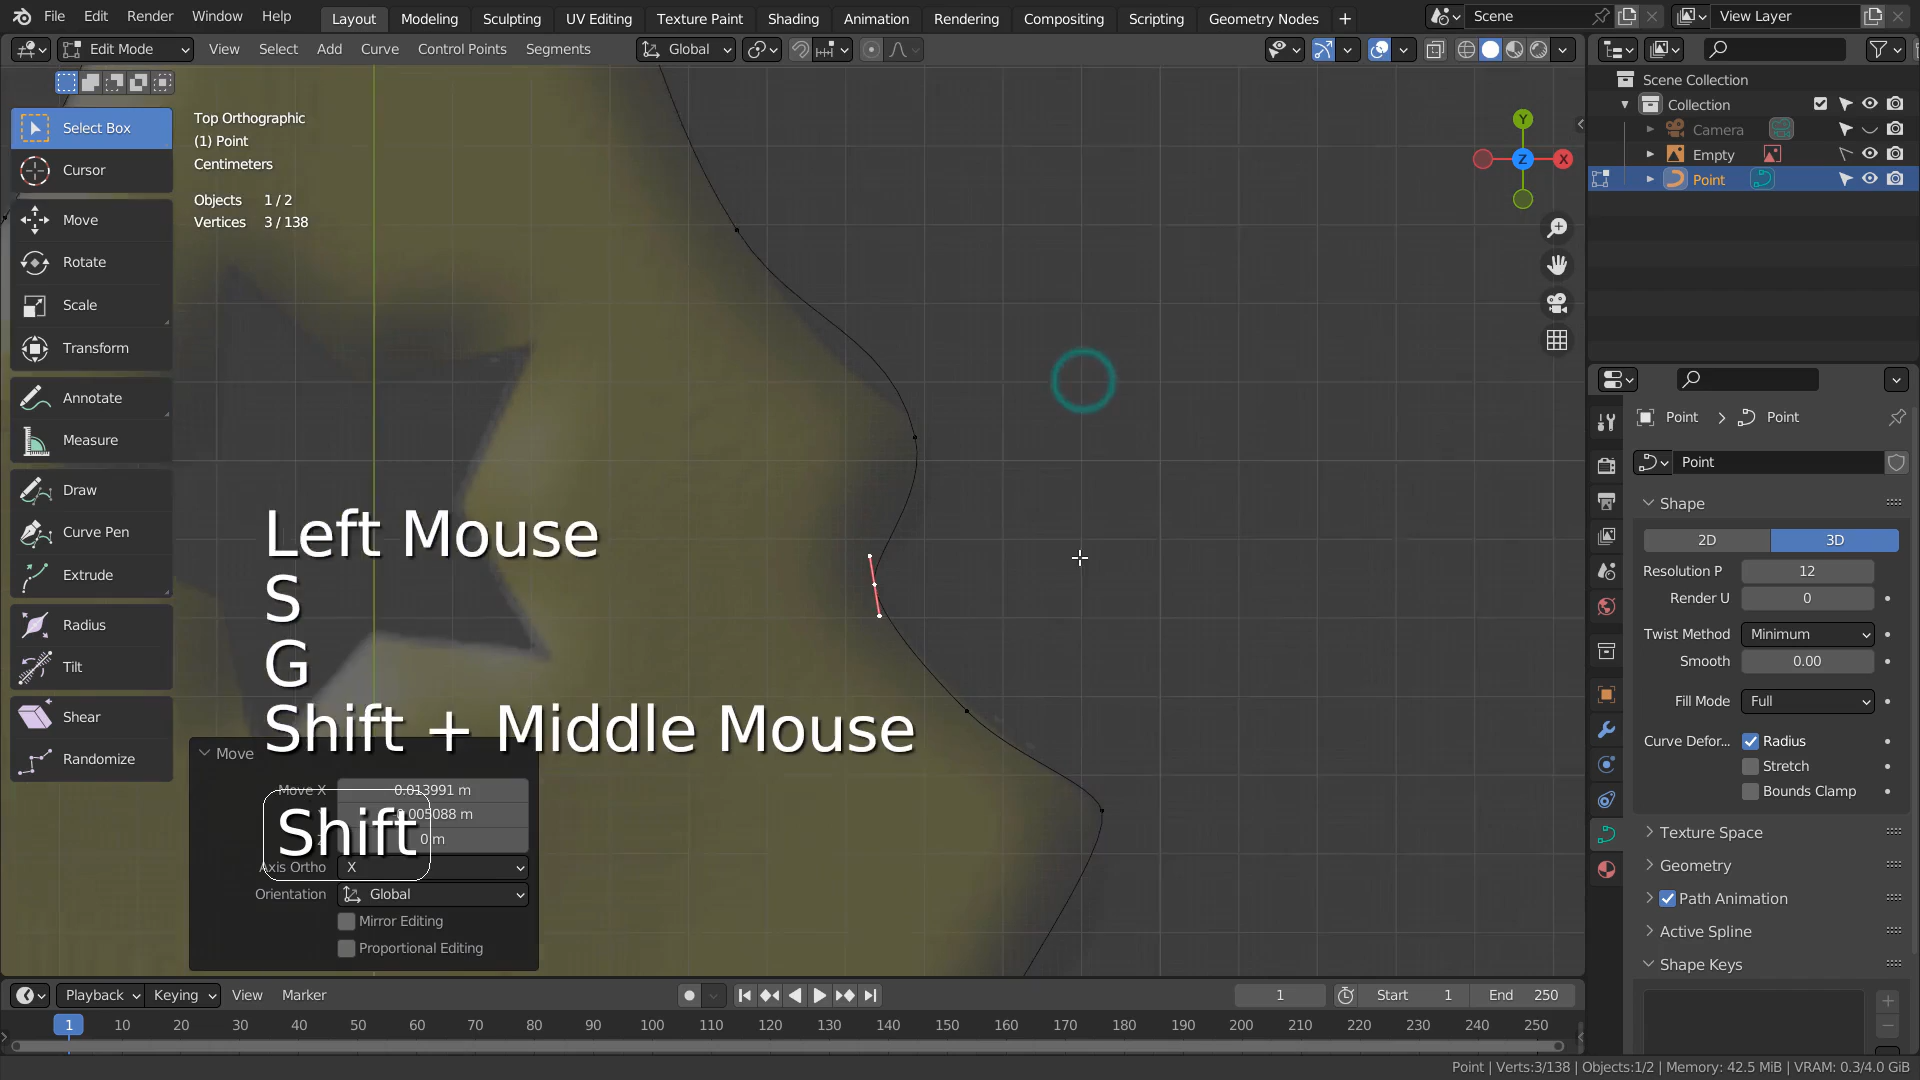 File Edit Render Window Help Layout Modeling Sculpting UV Editing Texture Paint Shading Animation Rendering Compositing Scripting Geometry Nodes + Scene View Layer
Edit Mode View Select Add Curve Control Points Segments Global
Select Box
Cursor
Move
Rotate
Scale
Transform
Annotate
Measure
Draw
Curve Pen
Extrude
Radius
Tilt
Shear
Randomize
Top Orthographic
(1) Point
Centimeters
Objects 1 / 2
Vertices 3 / 138
Y
Z X
Left Mouse
S
G
Shift + Middle Mouse
Shift
Move
Move X 0.013991 m
005088 m
0 m
Axis Ortho X
Orientation Global
Mirror Editing
Proportional Editing
Scene Collection
Collection
Camera
Empty
Point
Point > Point
Point
Shape
2D 3D
Resolution P 12
Render U 0
Twist Method Minimum
Smooth 0.00
Fill Mode Full
Curve Defor... Radius
Stretch
Bounds Clamp
Texture Space
Geometry
Path Animation
Active Spline
Shape Keys
Playback Keying View Marker 1 Start 1 End 250
1 10 20 30 40 50 60 70 80 90 100 110 120 130 140 150 160 170 180 190 200 210 220 230 240 250
Point | Verts:3/138 | Objects:1/2 | Memory: 42.5 MiB | VRAM: 0.3/4.0 GiB